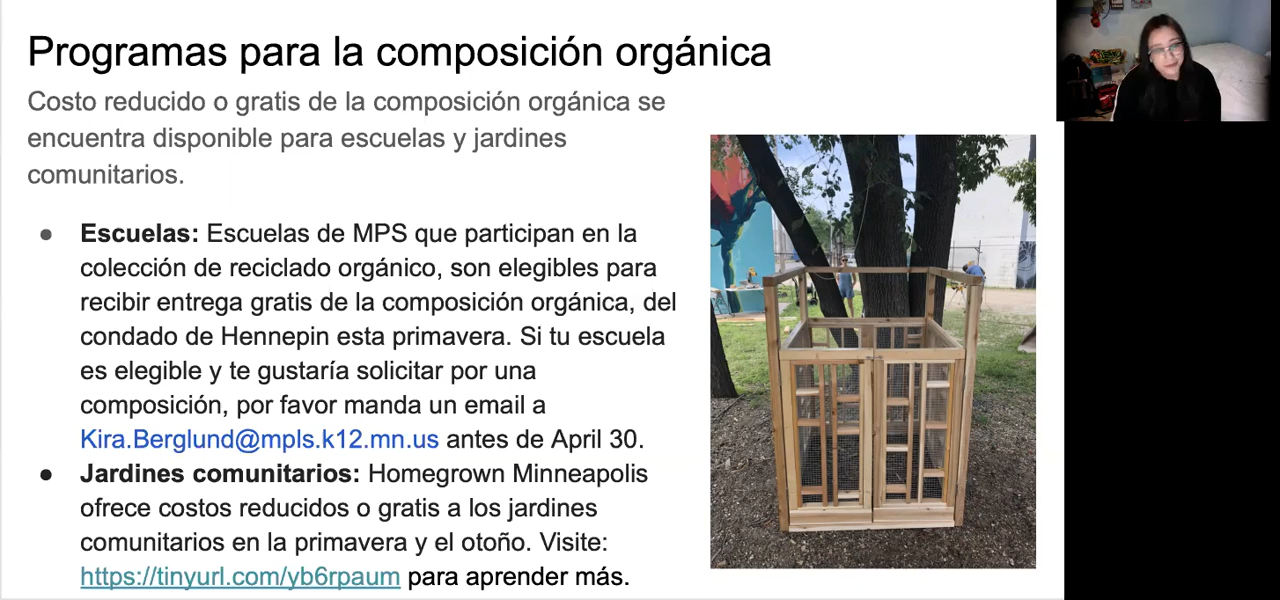 Programas para la composición orgánica
Costo reducido o gratis de la composición orgánica se
encuentra disponible para escuelas y jardines
comunitarios.
● Escuelas: Escuelas de MPS que participan en la
colección de reciclado orgánico, son elegibles para
recibir entrega gratis de la composición orgánica, del
condado de Hennepin esta primavera. Si tu escuela
es elegible y te gustaría solicitar por una
composición, por favor manda un email a
Kira.Berglund@mpls.k12.mn.us antes de April 30.
● Jardines comunitarios: Homegrown Minneapolis
ofrece costos reducidos o gratis a los jardines
comunitarios en la primavera y el otoño. Visite:
https://tinyurl.com/yb6rpaum para aprender más.